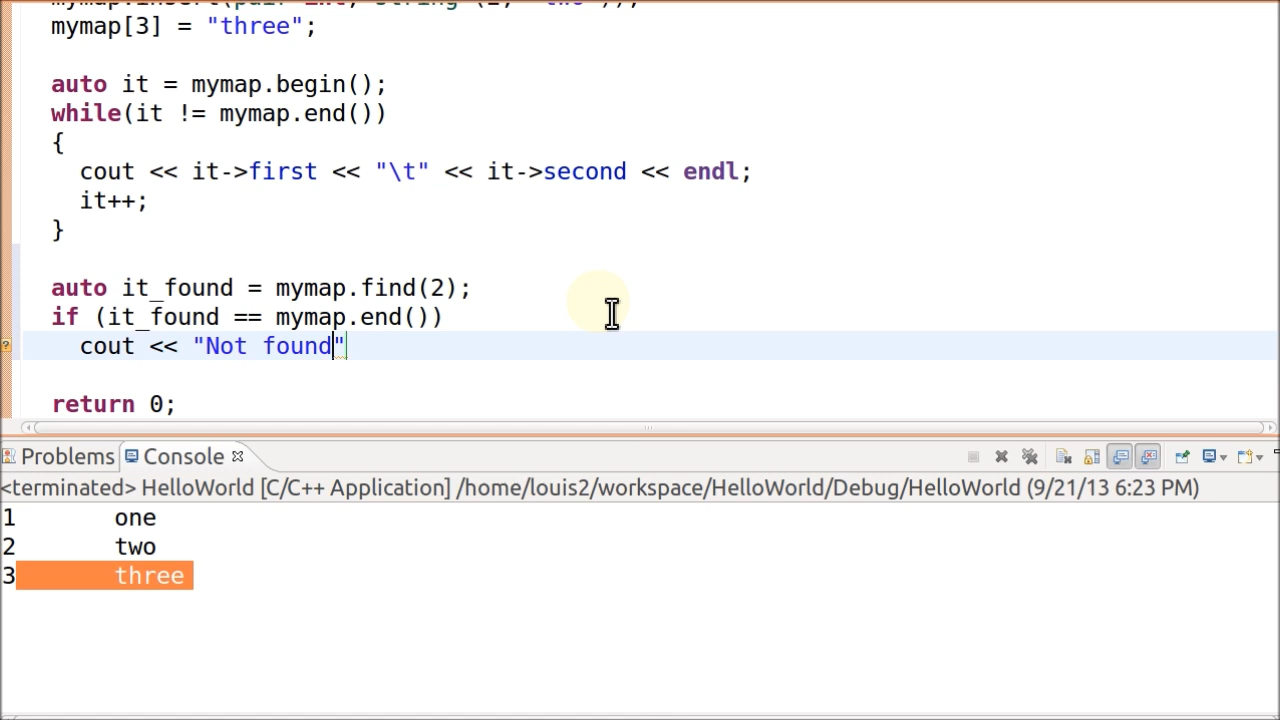 mymap[3] = "three";
auto it = mymap.begin();
while(it != mymap.end())
{
cout << it->first << "\t" << it->second << endl;
it++;
}
auto it_found = mymap.find(2);
if (it_found == mymap.end())
cout << "Not found"
return 0;
Problems Console
<terminated> HelloWorld [C/C++ Application] /home/louis2/workspace/HelloWorld/Debug/HelloWorld (9/21/13 6:23 PM)
1 one
2 two
3 three